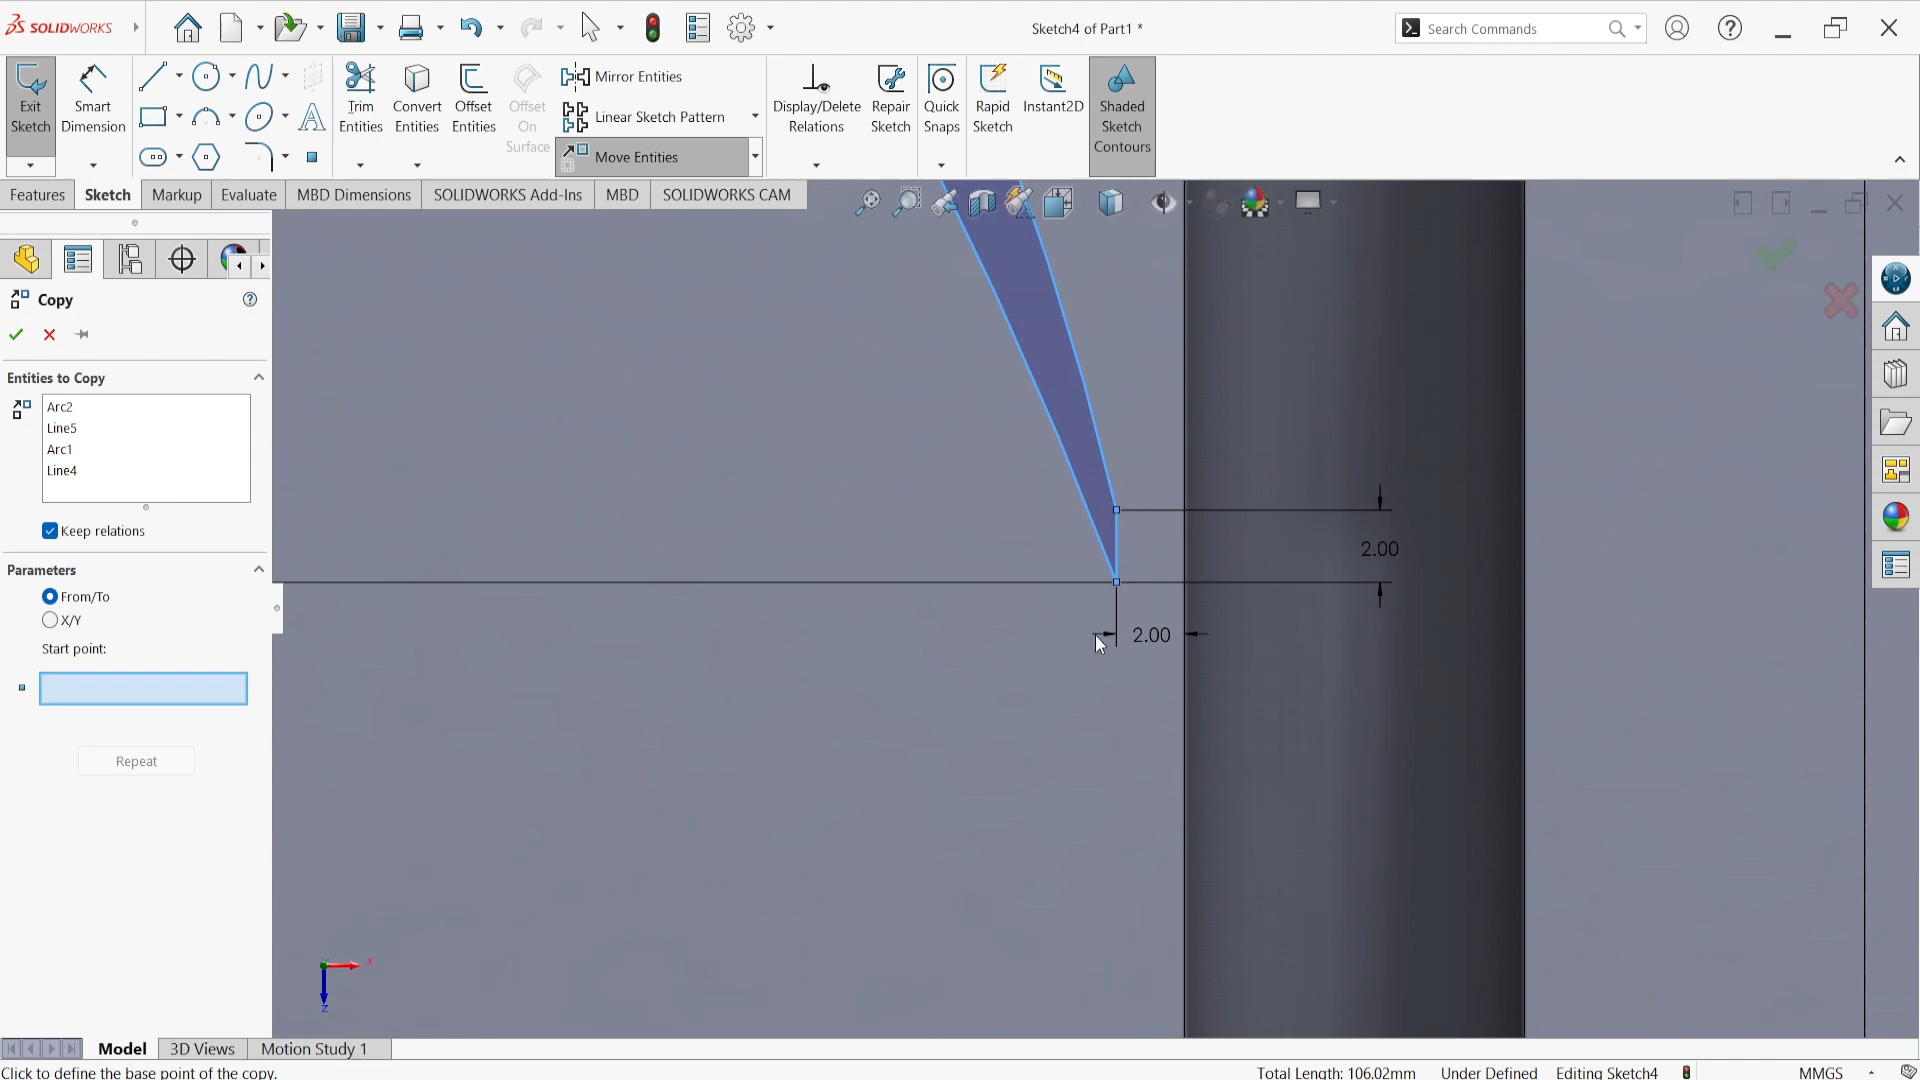 SOLIDWORKS
Sketch4 of Part1 *
Search Commands
Exit Sketch
Smart Dimension
Trim Entities
Convert Entities
Offset Entities
Offset On Surface
Mirror Entities
Linear Sketch Pattern
Move Entities
Display/Delete Relations
Repair Sketch
Quick Snaps
Rapid Sketch
Instant2D
Shaded Sketch Contours
Features
Sketch
Markup
Evaluate
MBD Dimensions
SOLIDWORKS Add-Ins
MBD
SOLIDWORKS CAM
Copy
Entities to Copy
Arc2
Line5
Arc1
Line4
Keep relations
Parameters
From/To
X/Y
Start point:
Repeat
2.00
2.00
X
Z
Model
3D Views
Motion Study 1
Click to define the base point of the copy.
Total Length: 106.02mm
Under Defined
Editing Sketch4
MMGS